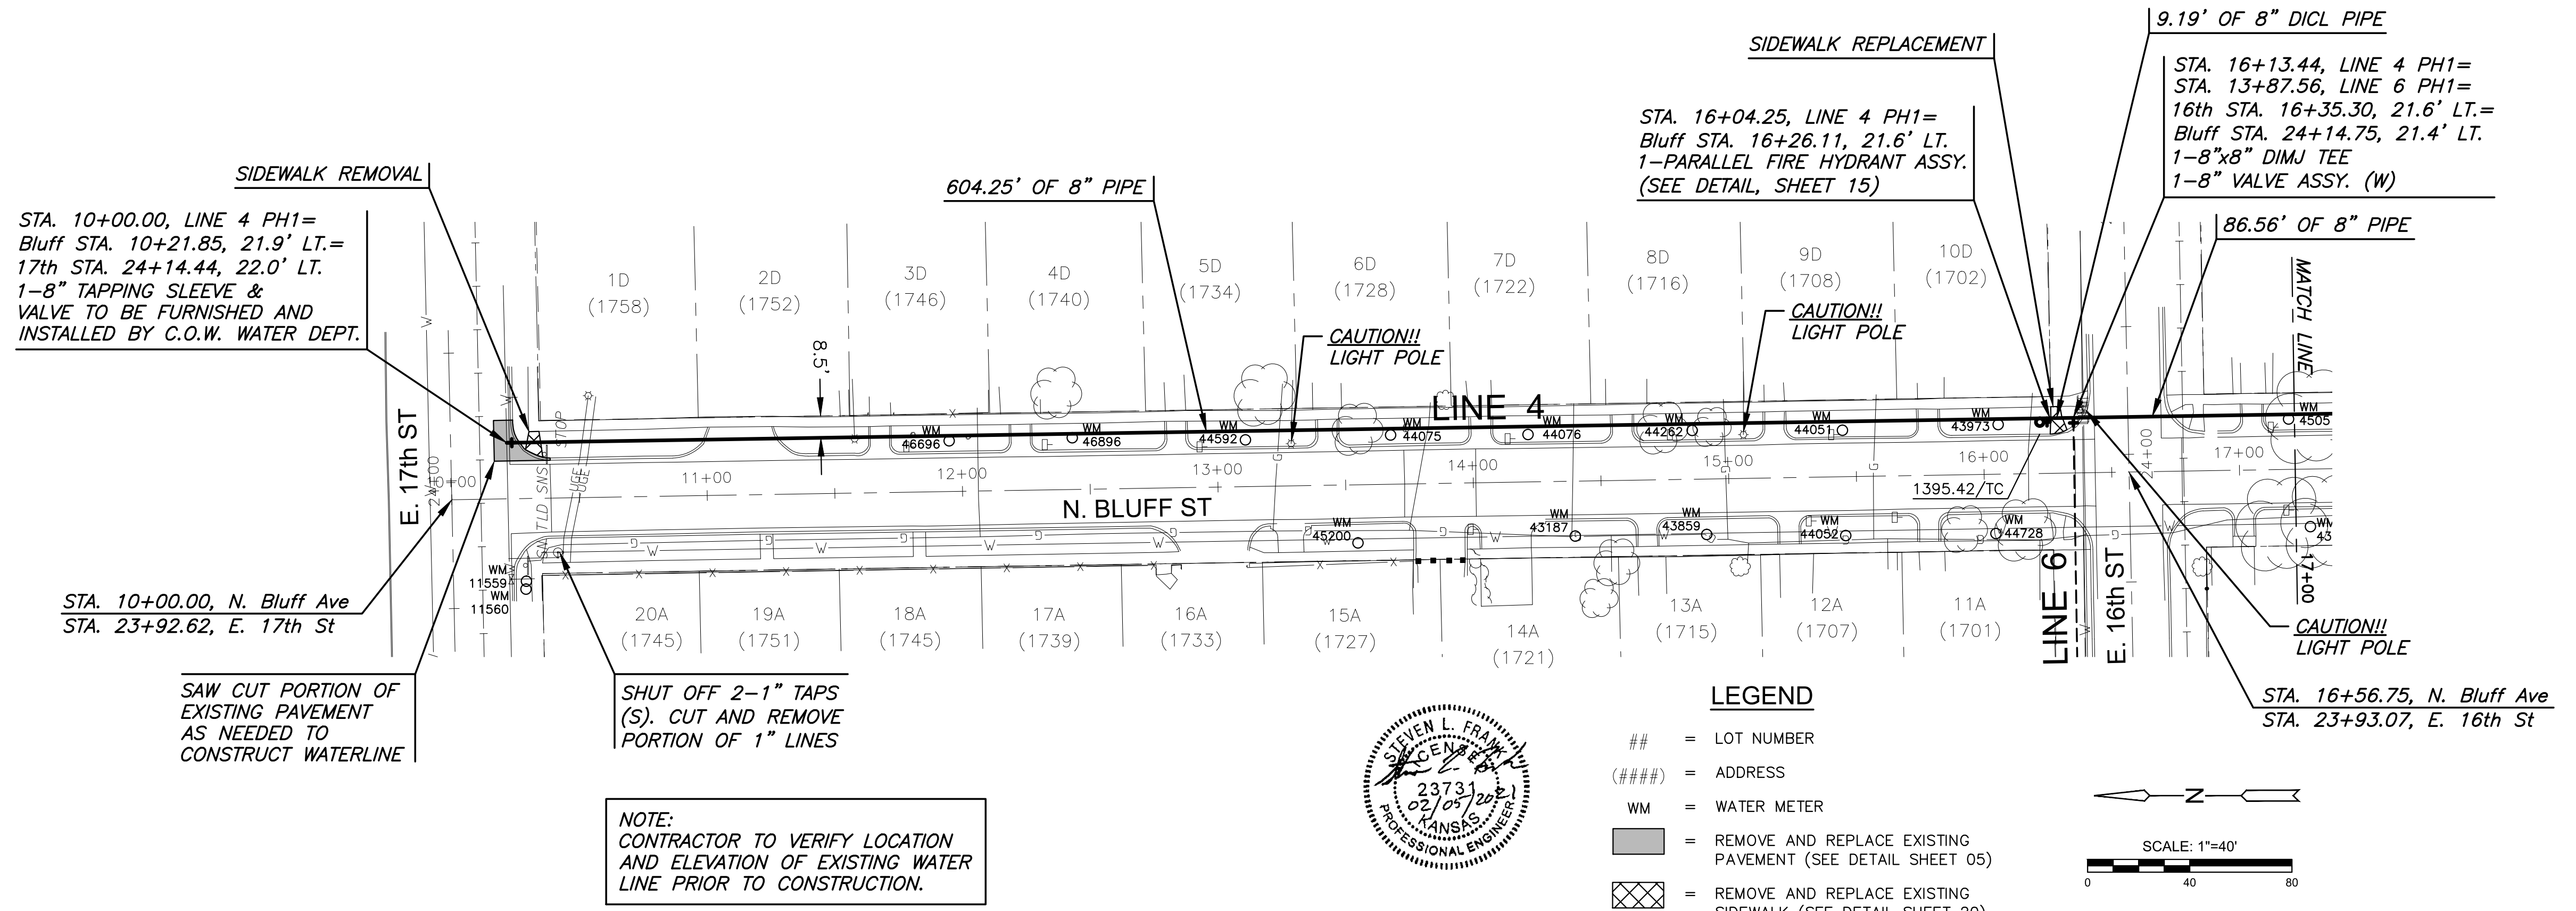 9.19' OF 8" DICL PIPE
SIDEWALK REPLACEMENT
STA. 16+13.44, LINE 4 PH1=
STA. 13+87.56, LINE 6 PH1=
16th STA. 16+35.30, 21.6' LT.=
Bluff STA. 24+14.75, 21.4' LT.
1-8"x8" DIMJ TEE
1-8" VALVE ASSY. (W)
STA. 16+04.25, LINE 4 PH1=
Bluff STA. 16+26.11, 21.6' LT.
1-PARALLEL FIRE HYDRANT ASSY.
(SEE DETAIL, SHEET 15)
SIDEWALK REMOVAL
604.25' OF 8" PIPE
STA. 10+00.00, LINE 4 PH1=
Bluff STA. 10+21.85, 21.9' LT.=
17th STA. 24+14.44, 22.0' LT.
1-8" TAPPING SLEEVE &
VALVE TO BE FURNISHED AND
INSTALLED BY C.O.W. WATER DEPT.
86.56' OF 8" PIPE
MATCH LINE
17+00
1D
(1758)
2D
(1752)
3D
(1746)
4D
(1740)
5D
(1734)
6D
(1728)
7D
(1722)
8D
(1716)
9D
(1708)
10D
(1702)
CAUTION!!
LIGHT POLE
CAUTION!!
LIGHT POLE
8.5'
LINE 4
E. 17th ST
24+00
10+00
STOP
TLD SNS
UGE
WM
46696
WM
46896
WM
44592
WM
44075
WM
44076
WM
44262
WM
44051
WM
43973
WM
4505
11+00
12+00
13+00
14+00
15+00
16+00
24+00
17+00
1395.42/TC
N. BLUFF ST
WM
45200
WM
43187
WM
43859
WM
44052
WM
44728
WM
43
WM
11559
WM
11560
LINE 6
E. 16th ST
20A
(1745)
19A
(1751)
18A
(1745)
17A
(1739)
16A
(1733)
15A
(1727)
14A
(1721)
13A
(1715)
12A
(1707)
11A
(1701)
STA. 10+00.00, N. Bluff Ave
STA. 23+92.62, E. 17th St
CAUTION!!
LIGHT POLE
SAW CUT PORTION OF
EXISTING PAVEMENT
AS NEEDED TO
CONSTRUCT WATERLINE
SHUT OFF 2-1" TAPS
(S). CUT AND REMOVE
PORTION OF 1" LINES
STA. 16+56.75, N. Bluff Ave
STA. 23+93.07, E. 16th St
NOTE:
CONTRACTOR TO VERIFY LOCATION
AND ELEVATION OF EXISTING WATER
LINE PRIOR TO CONSTRUCTION.
STEVEN L. FRANK
LICENSED
23731
02/05/2021
KANSAS
PROFESSIONAL ENGINEER
LEGEND
## = LOT NUMBER
(####) = ADDRESS
WM = WATER METER
= REMOVE AND REPLACE EXISTING
PAVEMENT (SEE DETAIL SHEET 05)
= REMOVE AND REPLACE EXISTING
SIDEWALK (SEE DETAIL SHEET 20)
N
SCALE: 1"=40'
0 40 80